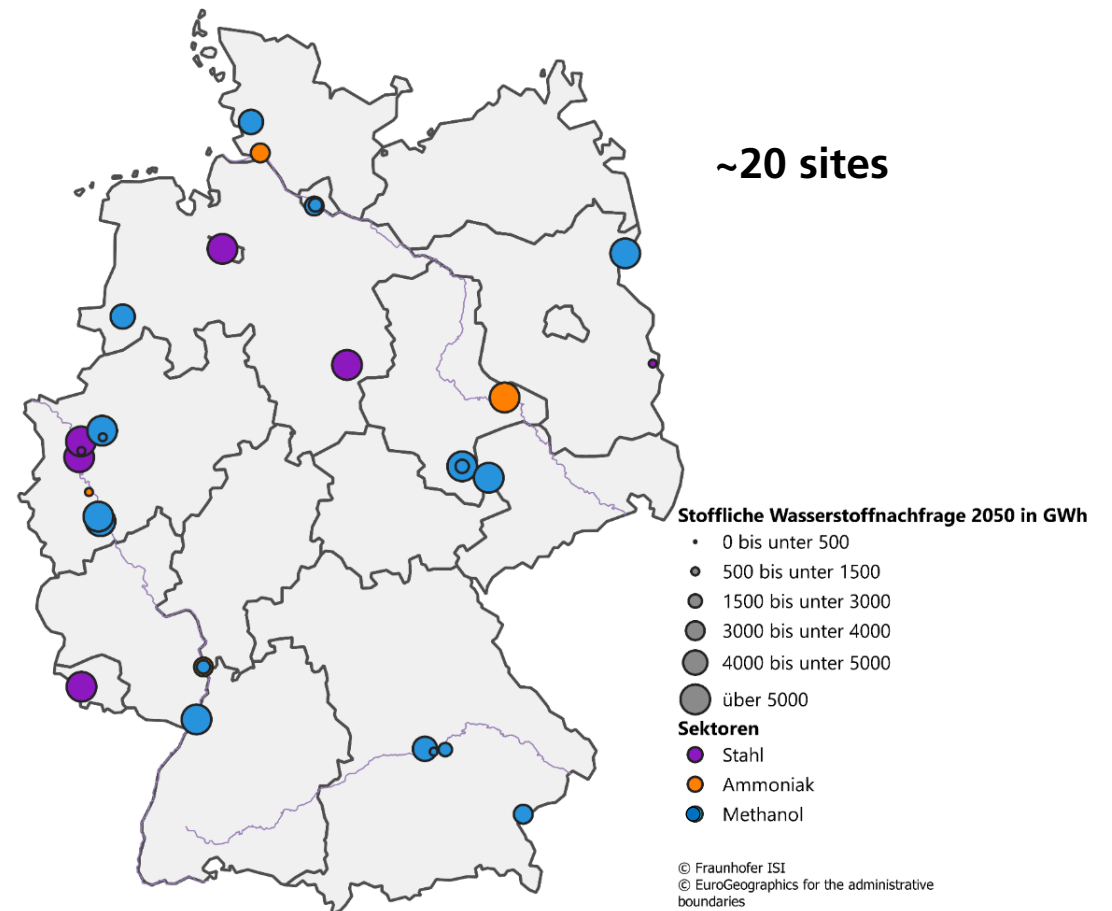 ~20 sites
Stoffliche Wasserstoffnachfrage 2050 in GWh
0 bis unter 500
500 bis unter 1500
1500 bis unter 3000
3000 bis unter 4000
4000 bis unter 5000
über 5000
Sektoren
Stahl
Ammoniak
Methanol
© Fraunhofer ISI
© EuroGeographics for the administrative
boundaries